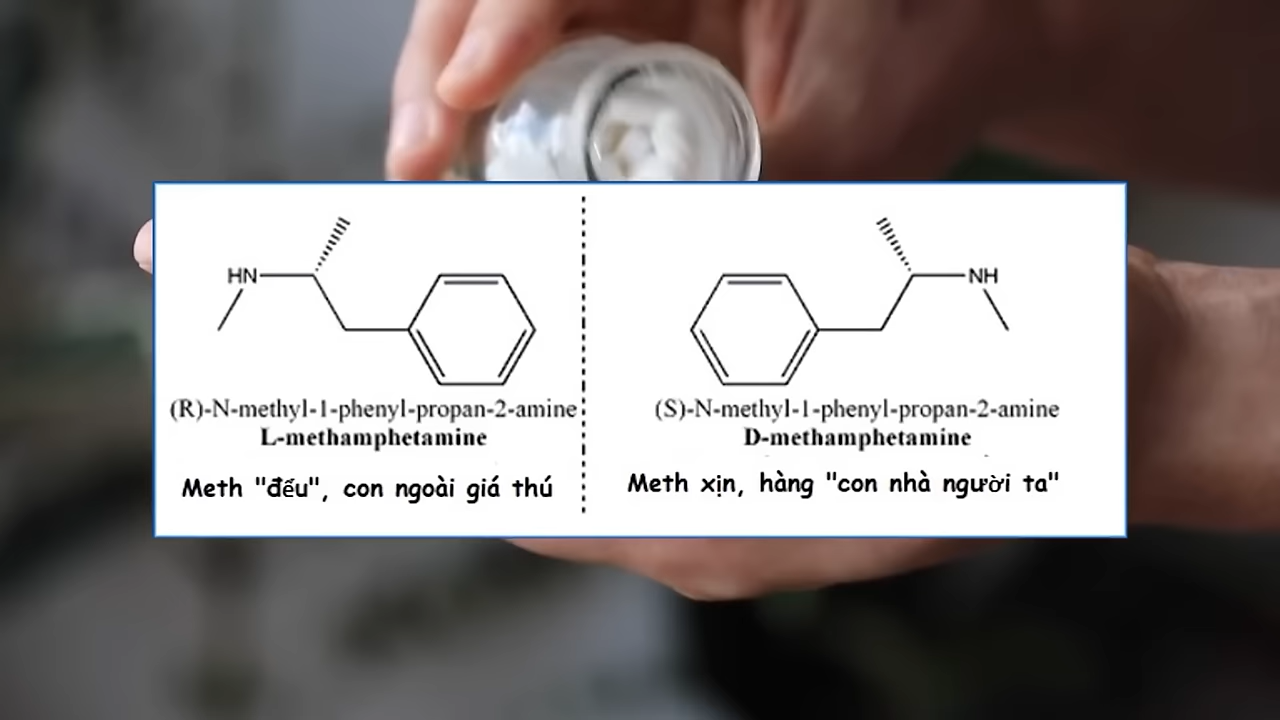 HN
NH
(R)-N-methyl-1-phenyl-propan-2-amine
L-methamphetamine
Meth "đểu", con ngoài giá thú
(S)-N-methyl-1-phenyl-propan-2-amine
D-methamphetamine
Meth xịn, hàng "con nhà người ta"